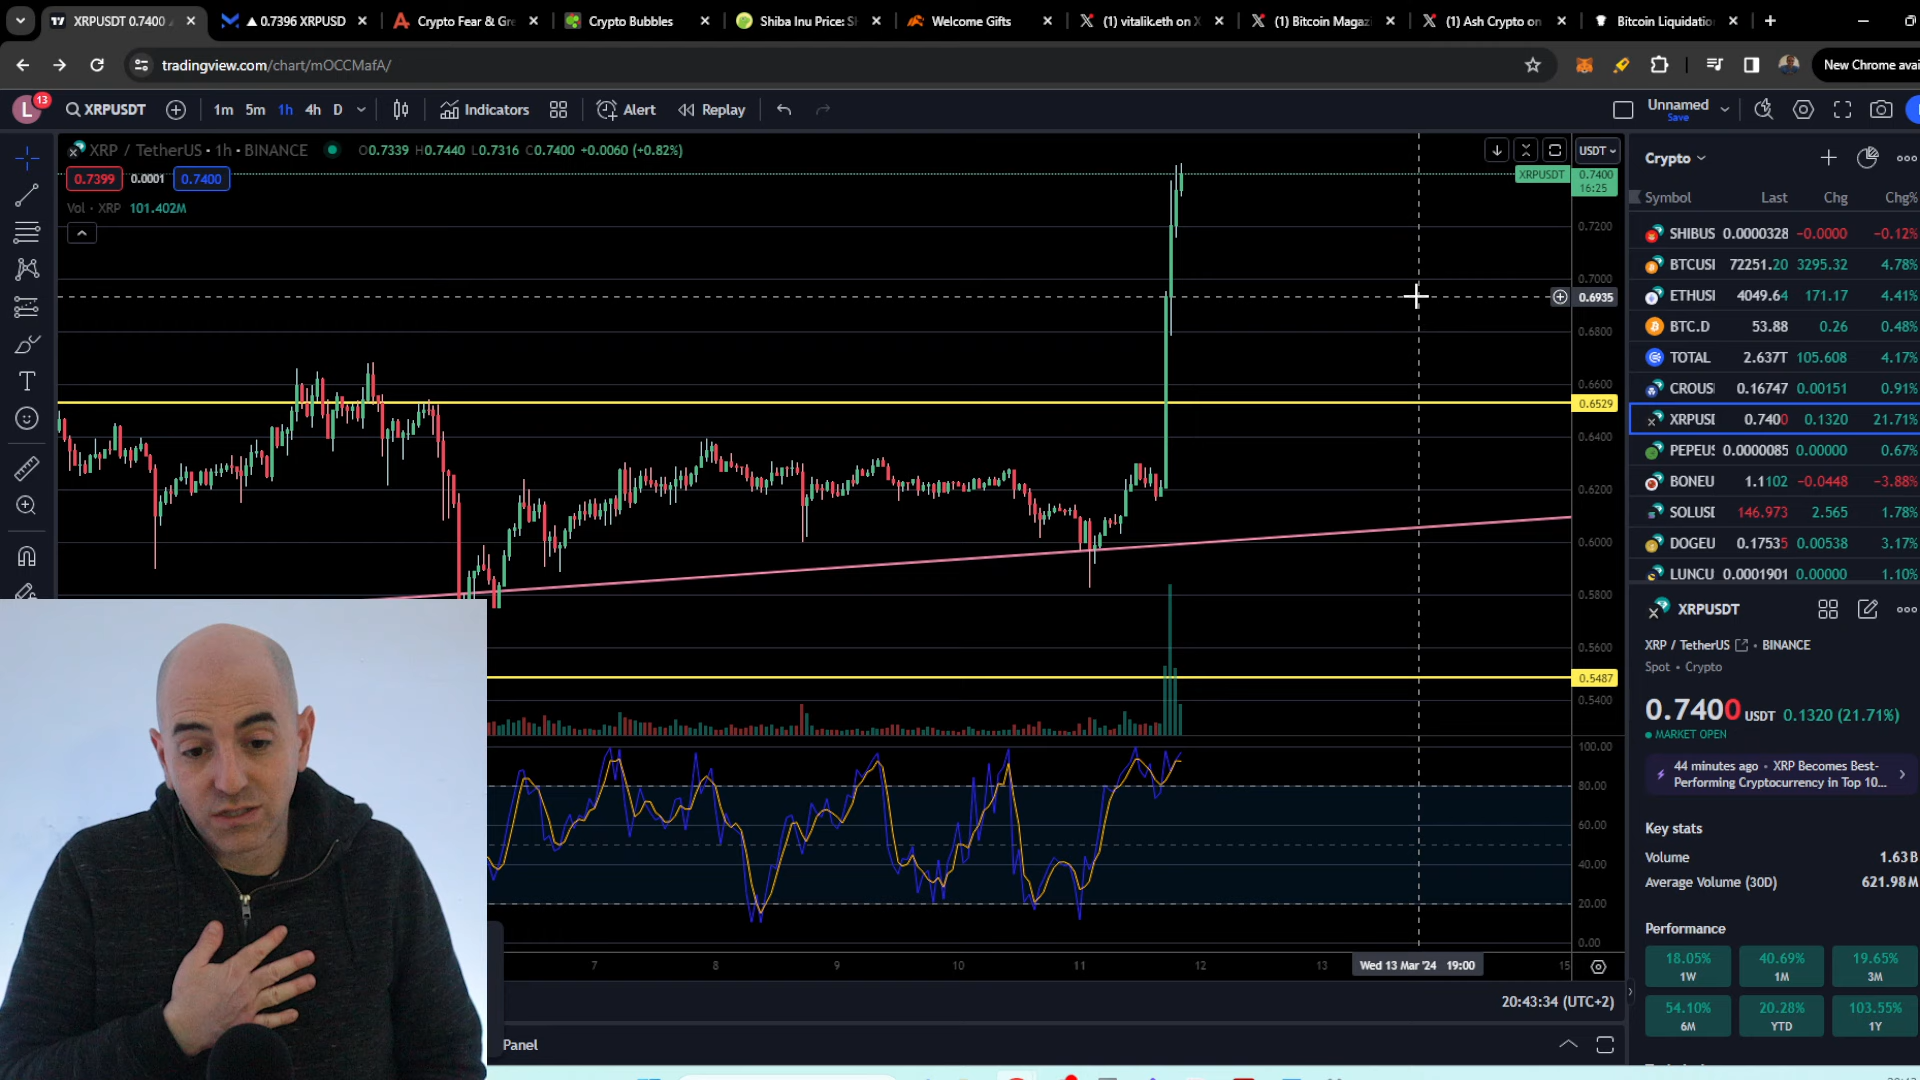 XRPUSDT 0.7400
▲ 0.7396 XRPUSD
Crypto Fear & Gre
Crypto Bubbles
Shiba Inu Price: S
Welcome Gifts
(1) vitalik.eth on X
(1) Bitcoin Magazi
(1) Ash Crypto on
Bitcoin Liquidatio
tradingview.com/chart/mOCCMafA/
New Chrome avai
L 13
XRPUSDT
1m 5m 1h 4h D
Indicators
Alert
Replay
Unnamed
Save
XRP / TetherUS · 1h · BINANCE
O0.7339 H0.7440 L0.7316 C0.7400 +0.0060 (+0.82%)
0.7399 0.0001 0.7400
Vol · XRP 101.402M
USDT
XRPUSDT 0.7400
16:25
0.7200
0.7000
0.6935
0.6800
0.6600
0.6529
0.6400
0.6200
0.6000
0.5800
0.5600
0.5487
0.5400
100.00
80.00
60.00
40.00
20.00
0.00
7 8 9 10 11 12 13 15
Wed 13 Mar '24 19:00
20:43:34 (UTC+2)
Panel
Crypto
Symbol Last Chg Chg%
SHIBUS 0.0000328 −0.0000 −0.12%
BTCUSI 72251.20 3295.32 4.78%
ETHUSI 4049.64 171.17 4.41%
BTC.D 53.88 0.26 0.48%
TOTAL 2.637T 105.608 4.17%
CROUSI 0.16747 0.00151 0.91%
XRPUSI 0.7400 0.1320 21.71%
PEPEUS 0.0000085 0.00000 0.67%
BONEU 1.1102 −0.0448 −3.88%
SOLUSI 146.973 2.565 1.78%
DOGEU 0.17535 0.00538 3.17%
LUNCU 0.0001901 0.00000 1.10%
XRPUSDT
XRP / TetherUS · BINANCE
Spot · Crypto
0.7400 USDT 0.1320 (21.71%)
MARKET OPEN
44 minutes ago · XRP Becomes Best-
Performing Cryptocurrency in Top 10...
Key stats
Volume 1.63B
Average Volume (30D) 621.98M
Performance
18.05% 40.69% 19.65%
1W 1M 3M
54.10% 20.28% 103.55%
6M YTD 1Y